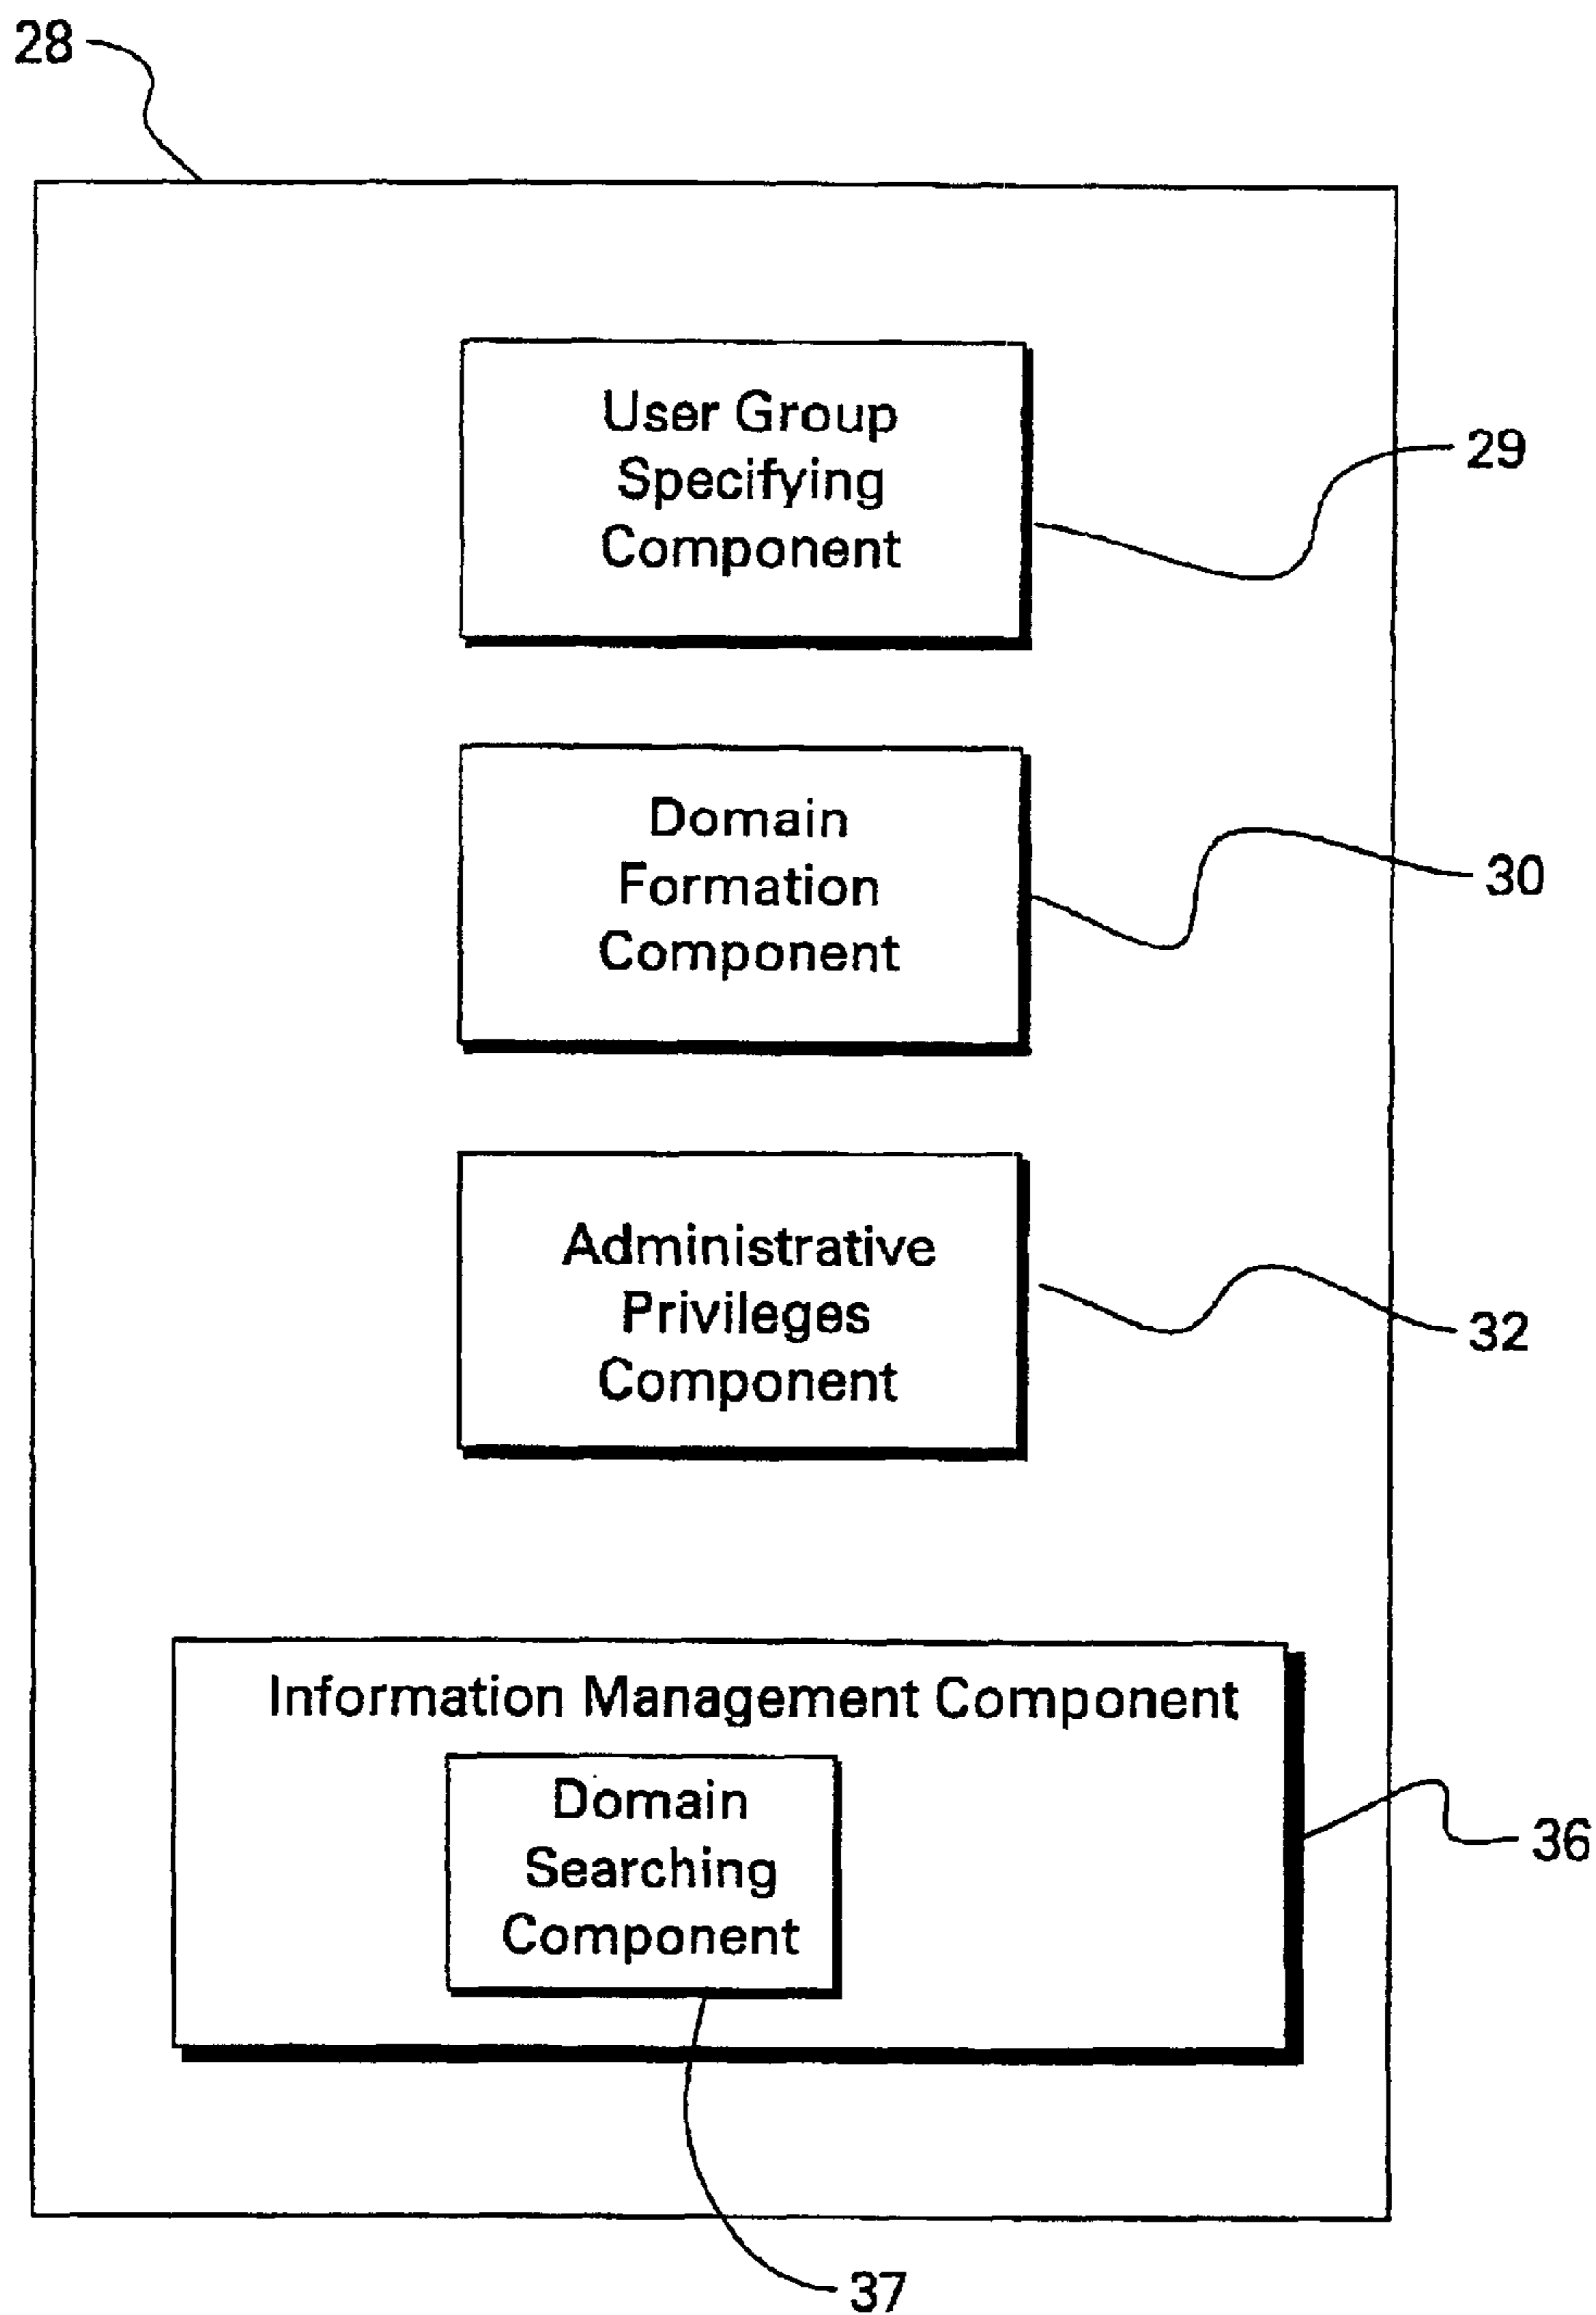 28
User Group
Specifying
Component
29
Domain
Formation
Component
30
Administrative
Privileges
Component
32
Information Management Component
Domain
Searching
Component
36
37